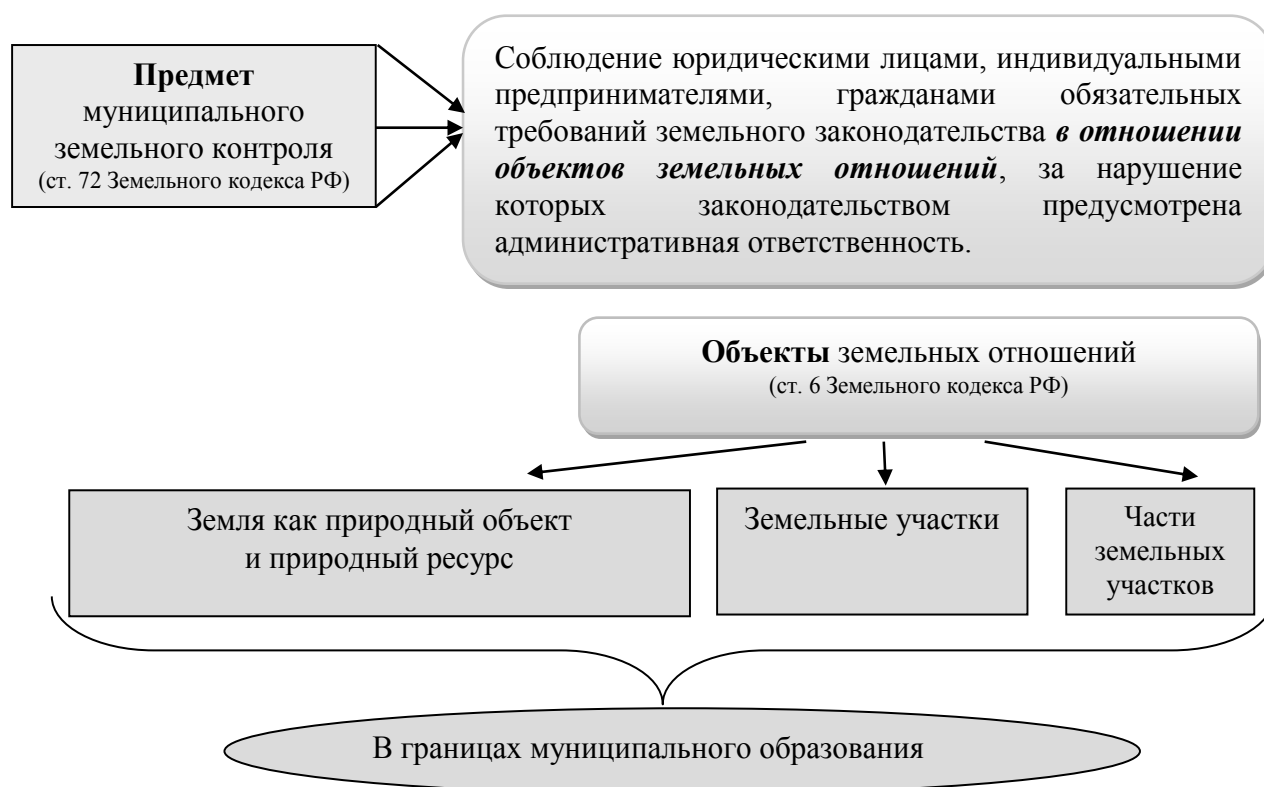 Предмет
муниципального
земельного контроля
(ст. 72 Земельного кодекса РФ)
Соблюдение юридическими лицами, индивидуальными
предпринимателями, гражданами обязательных
требований земельного законодательства в отношении
объектов земельных отношений, за нарушение
которых законодательством предусмотрена
административная ответственность.
Объекты земельных отношений
(ст. 6 Земельного кодекса РФ)
Земля как природный объект
и природный ресурс
Земельные участки
Части
земельных
участков
В границах муниципального образования